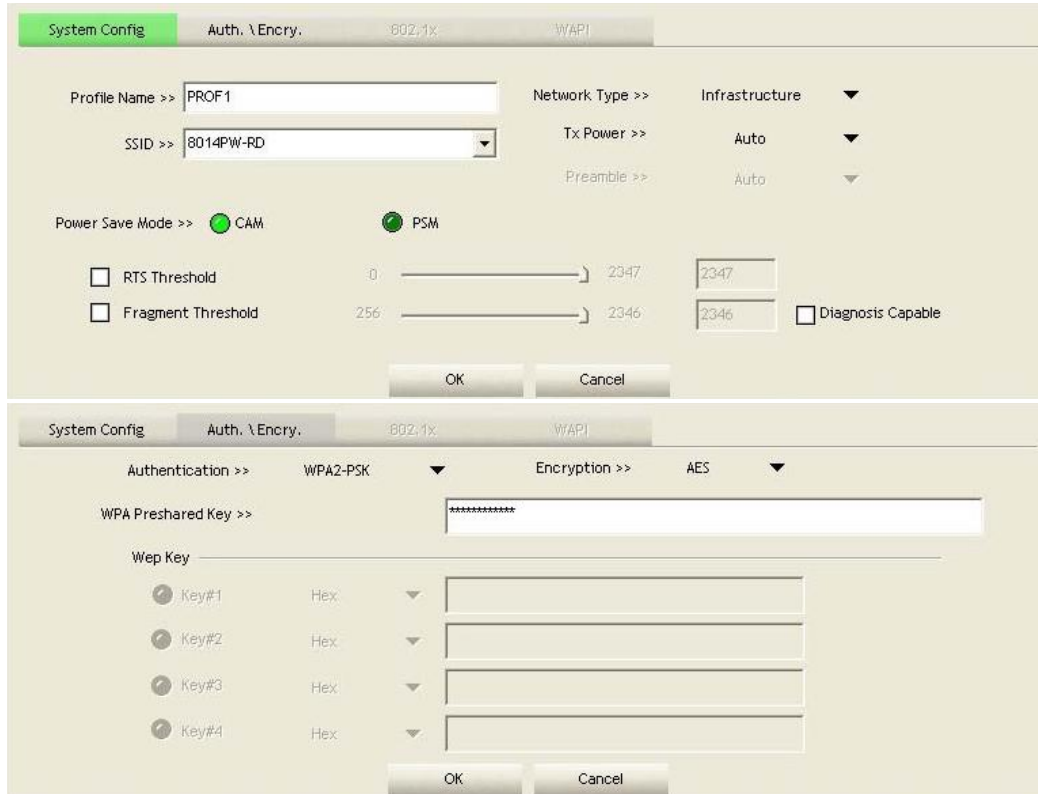 System Config Auth. \ Encry. 802.1x WAPI
Profile Name >> PROF1 Network Type >> Infrastructure
SSID >> 8014PW-RD Tx Power >> Auto
Preamble >> Auto
Power Save Mode >> CAM PSM
RTS Threshold 0 2347 2347
Fragment Threshold 256 2346 2346 Diagnosis Capable
OK Cancel
System Config Auth. \ Encry. 802.1x WAPI
Authentication >> WPA2-PSK Encryption >> AES
WPA Preshared Key >> ************
Wep Key
Key#1 Hex
Key#2 Hex
Key#3 Hex
Key#4 Hex
OK Cancel